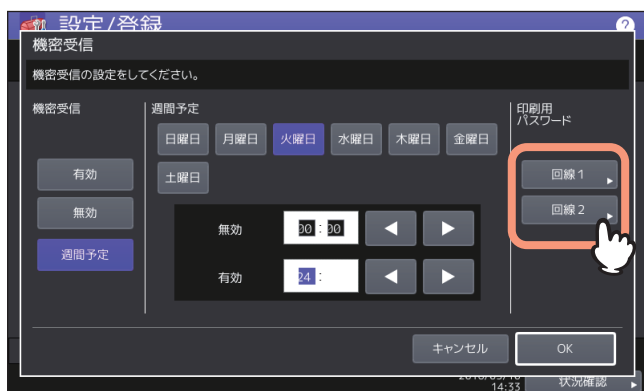 設定/登録
?
機密受信
機密受信の設定をしてください。
機密受信
有効
無効
週間予定
週間予定
日曜日 月曜日 火曜日 水曜日 木曜日 金曜日
土曜日
無効 00 : 00
有効 24 :
印刷用
パスワード
回線 1
回線 2
キャンセル OK
14:33 状況確認